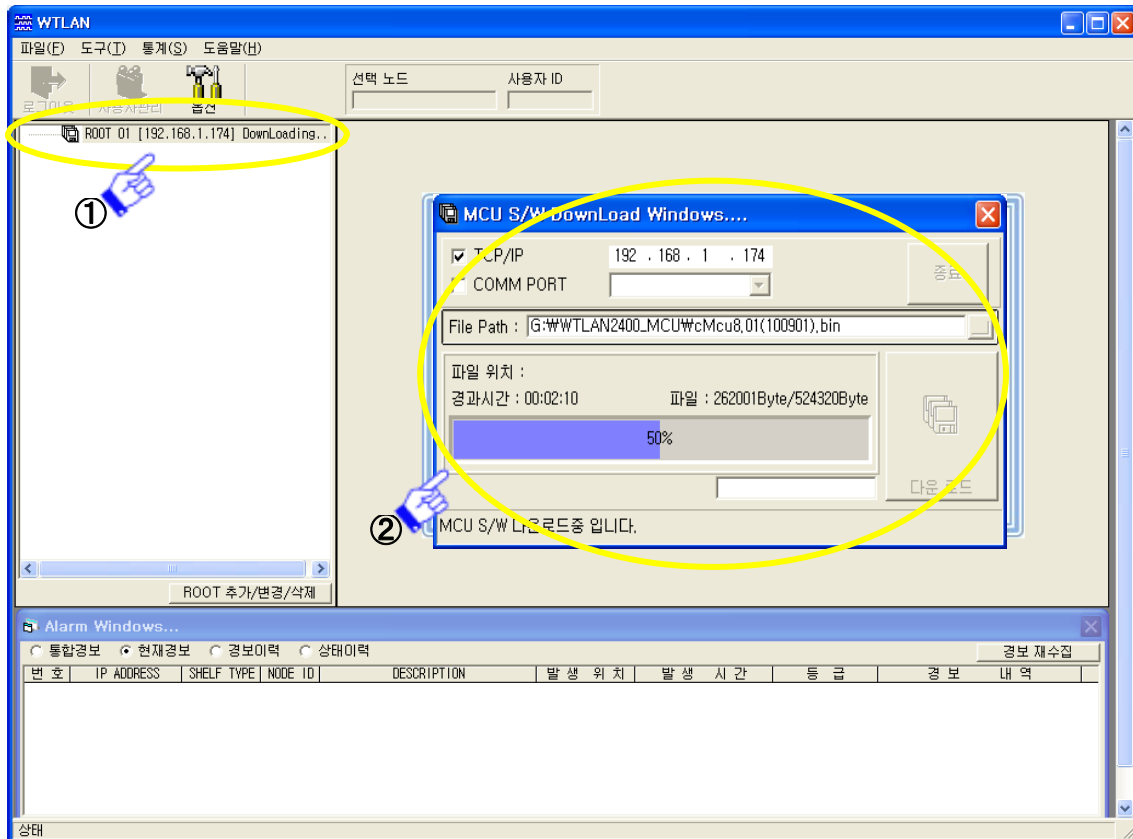 WTLAN
파일(F) 도구(T) 통계(S) 도움말(H)
로그아웃 사용자관리 옵션
선택 노드 사용자 ID
ROOT 01 [192.168.1.174] DownLoading..
①
MCU S/W DownLoad Windows....
TCP/IP 192 . 168 . 1 . 174
COMM PORT
종료
File Path : G:₩WTLAN2400_MCU₩cMcu8,01(100901),bin
파일 위치 :
경과시간 : 00:02:10 파일 : 262001Byte/524320Byte
50%
다운 로드
②
MCU S/W 다운로드중 입니다.
ROOT 추가/변경/삭제
Alarm Windows...
통합경보 현재경보 경보이력 상태이력 경보 재수집
번 호 IP ADDRESS SHELF TYPE NODE ID DESCRIPTION 발 생 위 치 발 생 시 간 등 급 경 보 내 역
상태